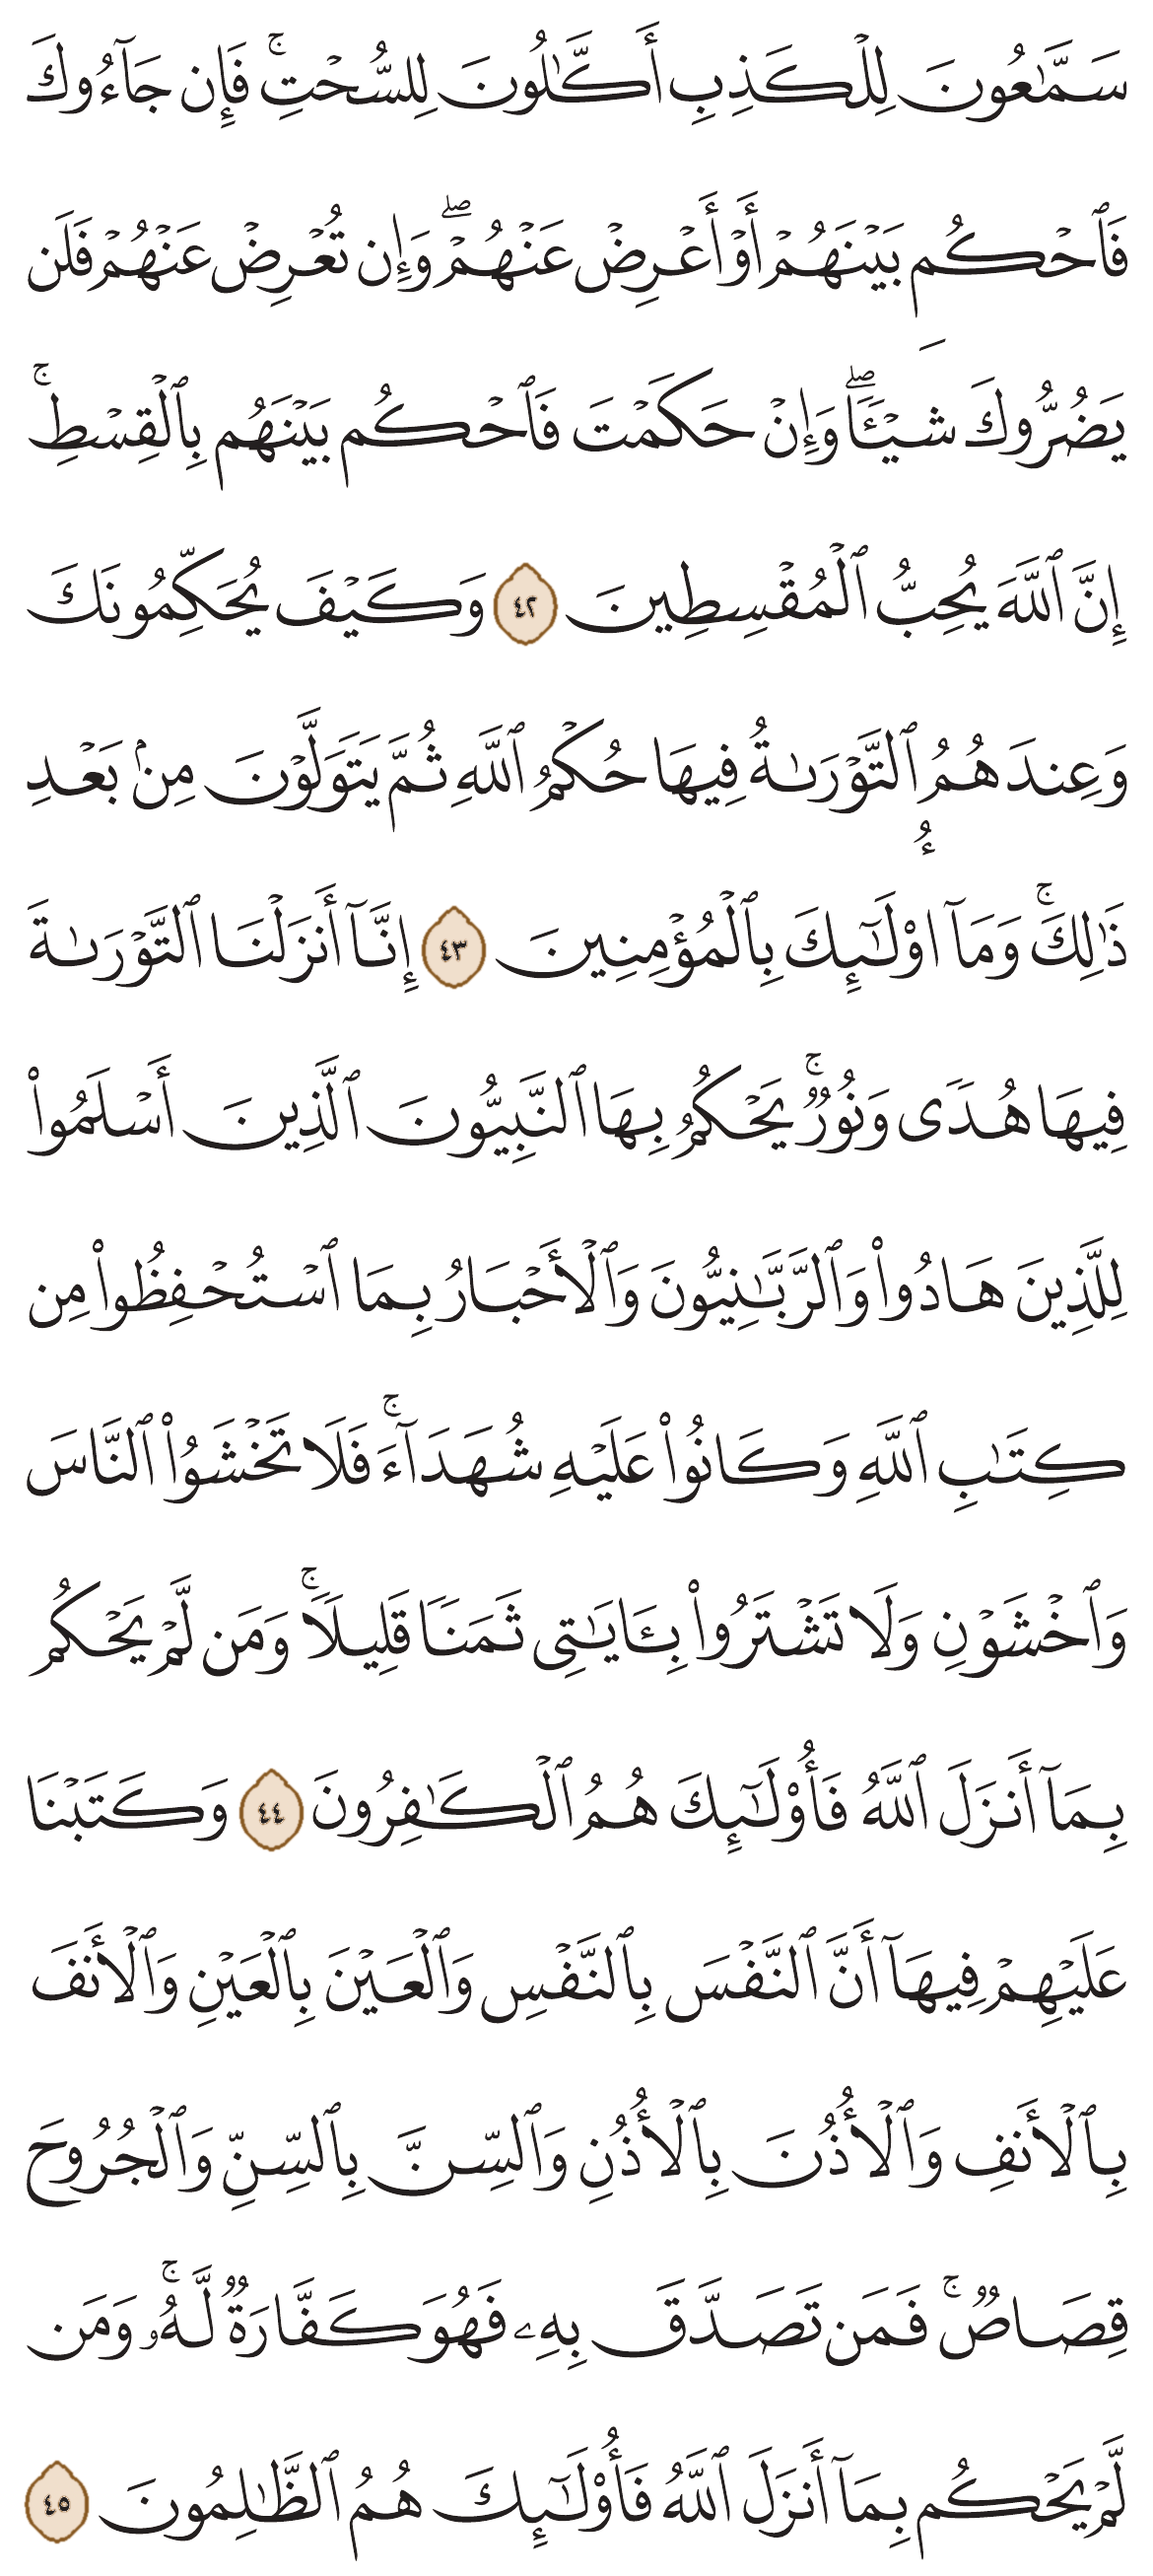 سَمَّٰعُونَ لِلۡكَذِبِ أَكَّٰلُونَ لِلسُّحۡتِۚ فَإِن جَآءُوكَ
فَٱحۡكُم بَيۡنَهُمۡ أَوۡ أَعۡرِضۡ عَنۡهُمۡۖ وَإِن تُعۡرِضۡ عَنۡهُمۡ فَلَن
يَضُرُّوكَ شَيۡـٔٗاۖ وَإِنۡ حَكَمۡتَ فَٱحۡكُم بَيۡنَهُم بِٱلۡقِسۡطِۚ
إِنَّ ٱللَّهَ يُحِبُّ ٱلۡمُقۡسِطِينَ ٤٢ وَكَيۡفَ يُحَكِّمُونَكَ
وَعِندَهُمُ ٱلتَّوۡرَىٰةُ فِيهَا حُكۡمُ ٱللَّهِ ثُمَّ يَتَوَلَّوۡنَ مِنۢ بَعۡدِ
ذَٰلِكَۚ وَمَآ أُوْلَٰٓئِكَ بِٱلۡمُؤۡمِنِينَ ٤٣ إِنَّآ أَنزَلۡنَا ٱلتَّوۡرَىٰةَ
فِيهَا هُدٗى وَنُورٞۚ يَحۡكُمُ بِهَا ٱلنَّبِيُّونَ ٱلَّذِينَ أَسۡلَمُواْ
لِلَّذِينَ هَادُواْ وَٱلرَّبَّٰنِيُّونَ وَٱلۡأَحۡبَارُ بِمَا ٱسۡتُحۡفِظُواْ مِن
كِتَٰبِ ٱللَّهِ وَكَانُواْ عَلَيۡهِ شُهَدَآءَۚ فَلَا تَخۡشَوُاْ ٱلنَّاسَ
وَٱخۡشَوۡنِ وَلَا تَشۡتَرُواْ بِـَٔايَٰتِي ثَمَنٗا قَلِيلٗاۚ وَمَن لَّمۡ يَحۡكُم
بِمَآ أَنزَلَ ٱللَّهُ فَأُوْلَٰٓئِكَ هُمُ ٱلۡكَٰفِرُونَ ٤٤ وَكَتَبۡنَا
عَلَيۡهِمۡ فِيهَآ أَنَّ ٱلنَّفۡسَ بِٱلنَّفۡسِ وَٱلۡعَيۡنَ بِٱلۡعَيۡنِ وَٱلۡأَنفَ
بِٱلۡأَنفِ وَٱلۡأُذُنَ بِٱلۡأُذُنِ وَٱلسِّنَّ بِٱلسِّنِّ وَٱلۡجُرُوحَ
قِصَاصٞۚ فَمَن تَصَدَّقَ بِهِۦ فَهُوَ كَفَّارَةٞ لَّهُۥۚ وَمَن
لَّمۡ يَحۡكُم بِمَآ أَنزَلَ ٱللَّهُ فَأُوْلَٰٓئِكَ هُمُ ٱلظَّٰلِمُونَ ٤٥